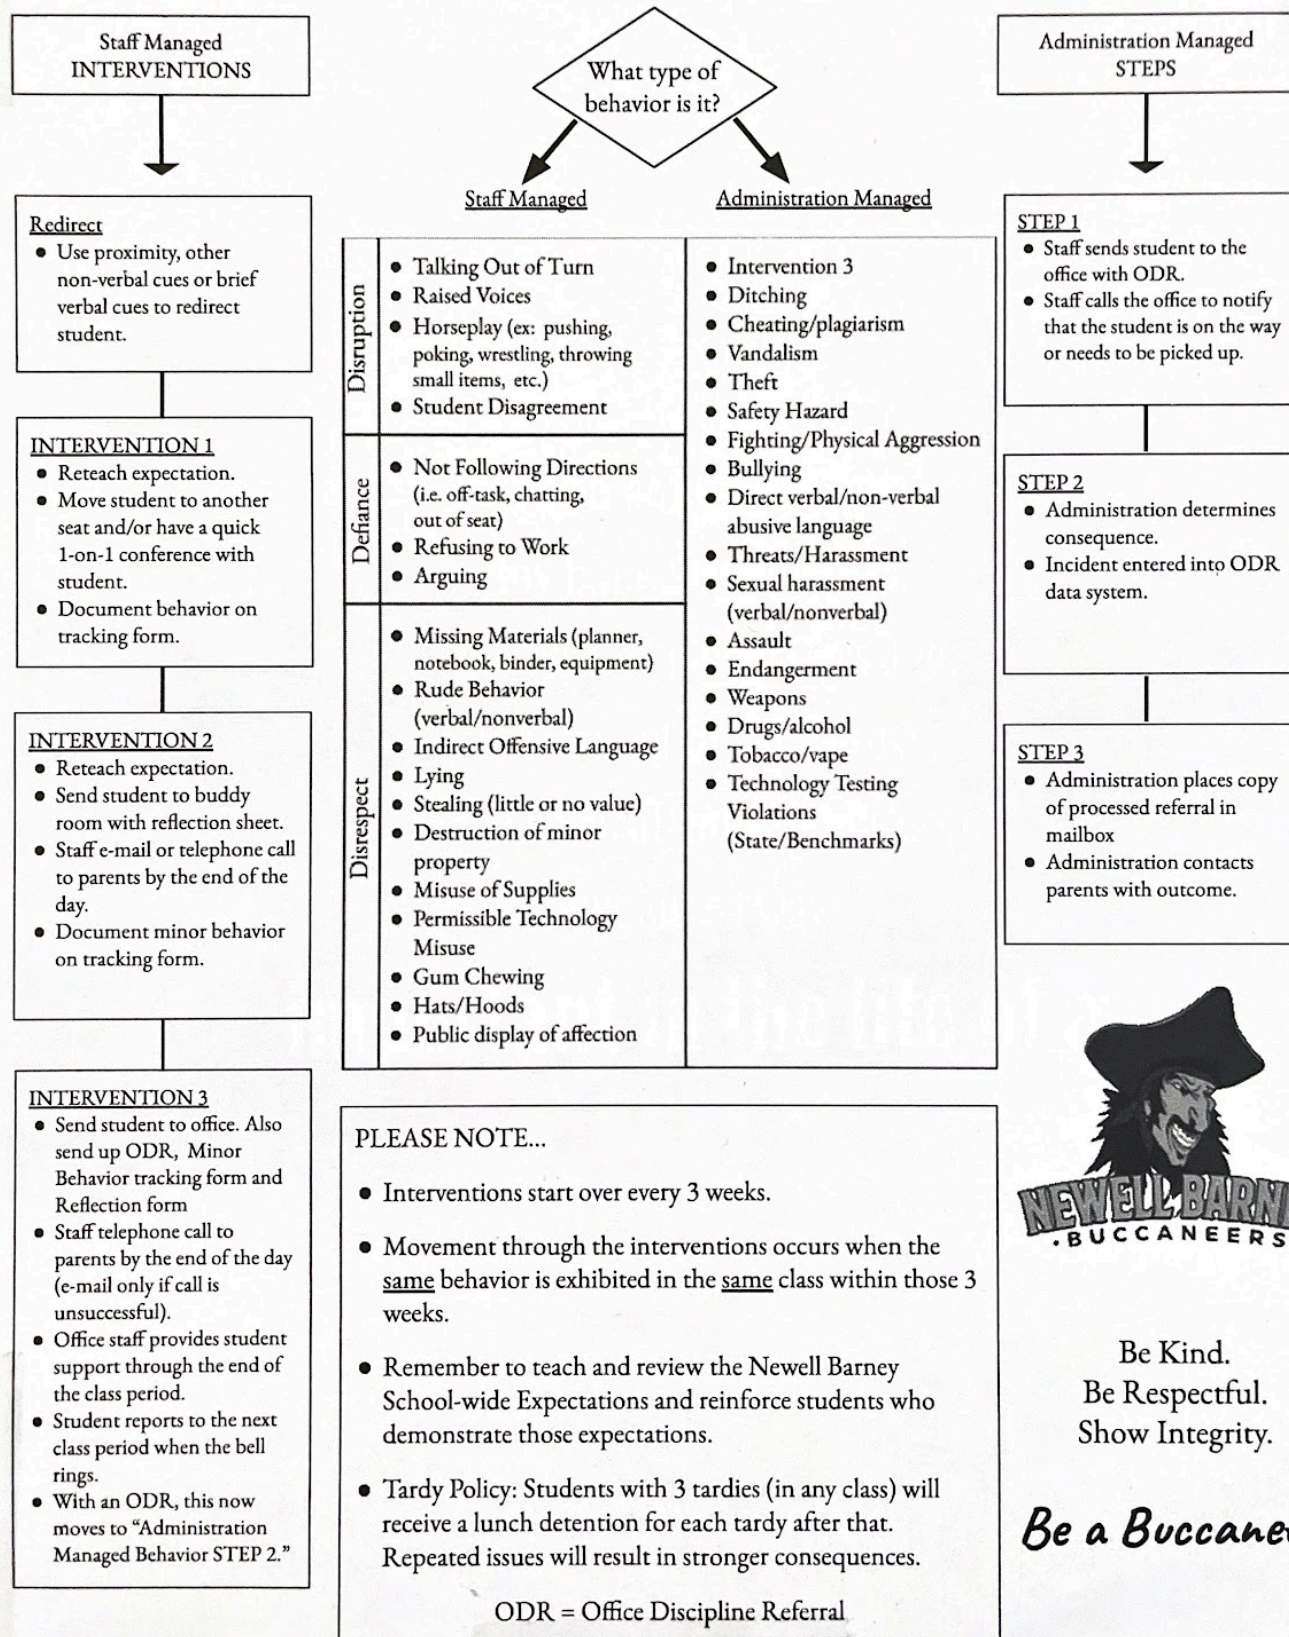 Staff Managed
INTERVENTIONS
Redirect
● Use proximity, other
non-verbal cues or brief
verbal cues to redirect
student.
INTERVENTION 1
● Reteach expectation.
● Move student to another
seat and/or have a quick
1-on-1 conference with
student.
● Document behavior on
tracking form.
INTERVENTION 2
● Reteach expectation.
● Send student to buddy
room with reflection sheet.
● Staff e-mail or telephone call
to parents by the end of the
day.
● Document minor behavior
on tracking form.
INTERVENTION 3
● Send student to office. Also
send up ODR, Minor
Behavior tracking form and
Reflection form
● Staff telephone call to
parents by the end of the day
(e-mail only if call is
unsuccessful).
● Office staff provides student
support through the end of
the class period.
● Student reports to the next
class period when the bell
rings.
● With an ODR, this now
moves to “Administration
Managed Behavior STEP 2.”
What type of
behavior is it?
Staff Managed
Disruption
● Talking Out of Turn
● Raised Voices
● Horseplay (ex: pushing,
poking, wrestling, throwing
small items, etc.)
● Student Disagreement
Defiance
● Not Following Directions
(i.e. off-task, chatting,
out of seat)
● Refusing to Work
● Arguing
Disrespect
● Missing Materials (planner,
notebook, binder, equipment)
● Rude Behavior
(verbal/nonverbal)
● Indirect Offensive Language
● Lying
● Stealing (little or no value)
● Destruction of minor
property
● Misuse of Supplies
● Permissible Technology
Misuse
● Gum Chewing
● Hats/Hoods
● Public display of affection
Administration Managed
● Intervention 3
● Ditching
● Cheating/plagiarism
● Vandalism
● Theft
● Safety Hazard
● Fighting/Physical Aggression
● Bullying
● Direct verbal/non-verbal
abusive language
● Threats/Harassment
● Sexual harassment
(verbal/nonverbal)
● Assault
● Endangerment
● Weapons
● Drugs/alcohol
● Tobacco/vape
● Technology Testing
Violations
(State/Benchmarks)
PLEASE NOTE...
● Interventions start over every 3 weeks.
● Movement through the interventions occurs when the
same behavior is exhibited in the same class within those 3
weeks.
● Remember to teach and review the Newell Barney
School-wide Expectations and reinforce students who
demonstrate those expectations.
● Tardy Policy: Students with 3 tardies (in any class) will
receive a lunch detention for each tardy after that.
Repeated issues will result in stronger consequences.
ODR = Office Discipline Referral
Administration Managed
STEPS
STEP 1
● Staff sends student to the
office with ODR.
● Staff calls the office to notify
that the student is on the way
or needs to be picked up.
STEP 2
● Administration determines
consequence.
● Incident entered into ODR
data system.
STEP 3
● Administration places copy
of processed referral in
mailbox
● Administration contacts
parents with outcome.
NEWELL BARN
BUCCANEERS
Be Kind.
Be Respectful.
Show Integrity.
Be a Buccane